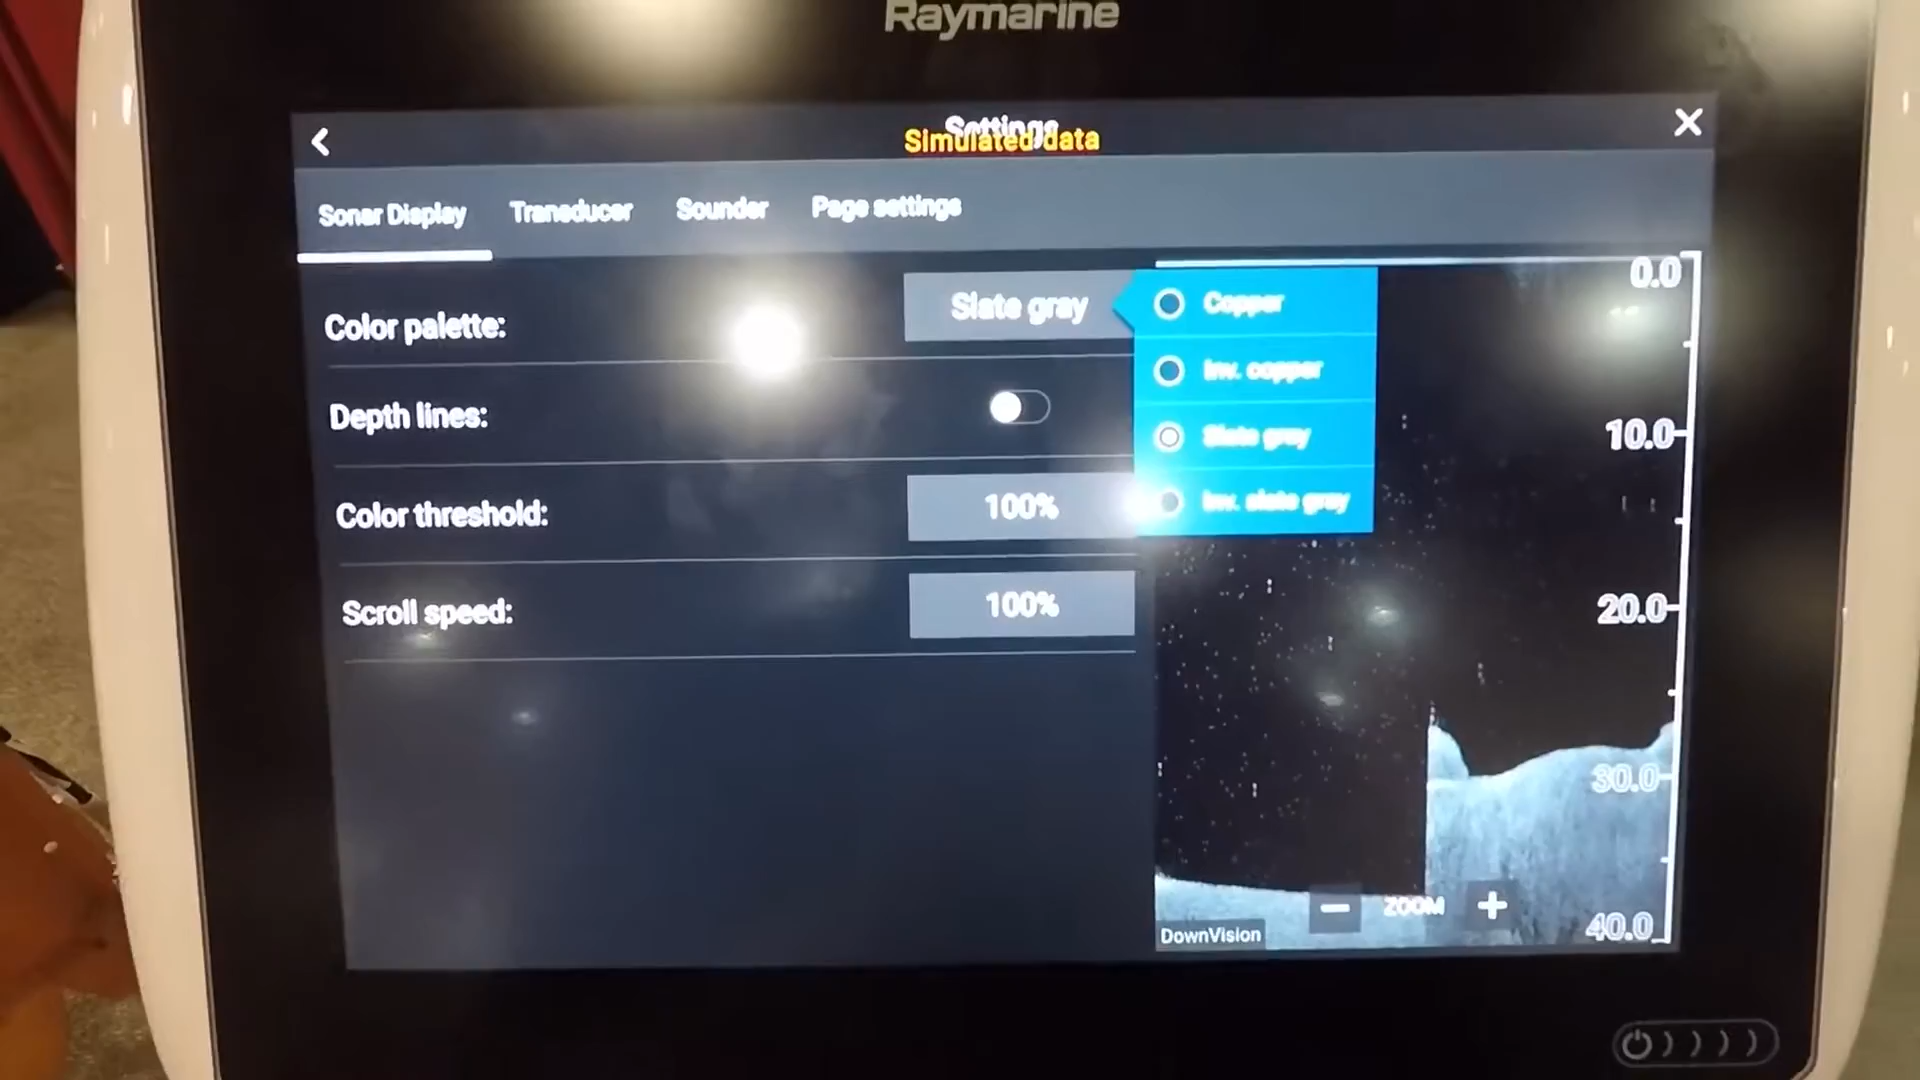 Raymarine
Settings
Simulated data
Sonar Display Transducer Sounder Page settings
Color palette: Slate gray
Copper
Inv. copper
Slate gray
Inv. slate gray
Depth lines:
Color threshold: 100%
Scroll speed: 100%
0.0
10.0
20.0
30.0
40.0
ZOOM
DownVision